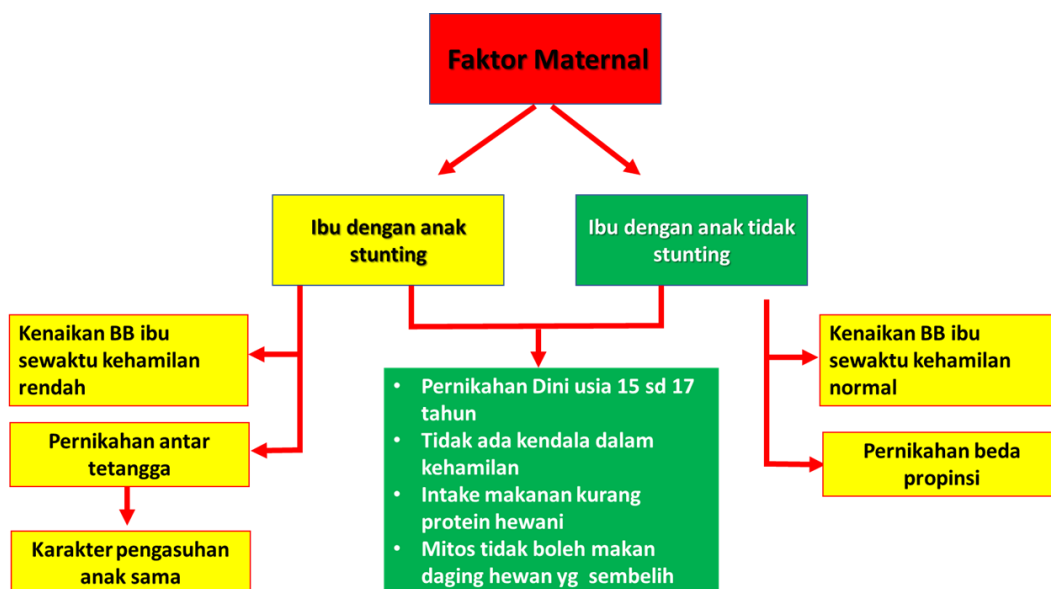 Faktor Maternal
Ibu dengan anak
stunting
Ibu dengan anak tidak
stunting
Kenaikan BB ibu
sewaktu kehamilan
rendah
Pernikahan antar
tetangga
Karakter pengasuhan
anak sama
• Pernikahan Dini usia 15 sd 17
tahun
• Tidak ada kendala dalam
kehamilan
• Intake makanan kurang
protein hewani
• Mitos tidak boleh makan
daging hewan yg sembelih
Kenaikan BB ibu
sewaktu kehamilan
normal
Pernikahan beda
propinsi